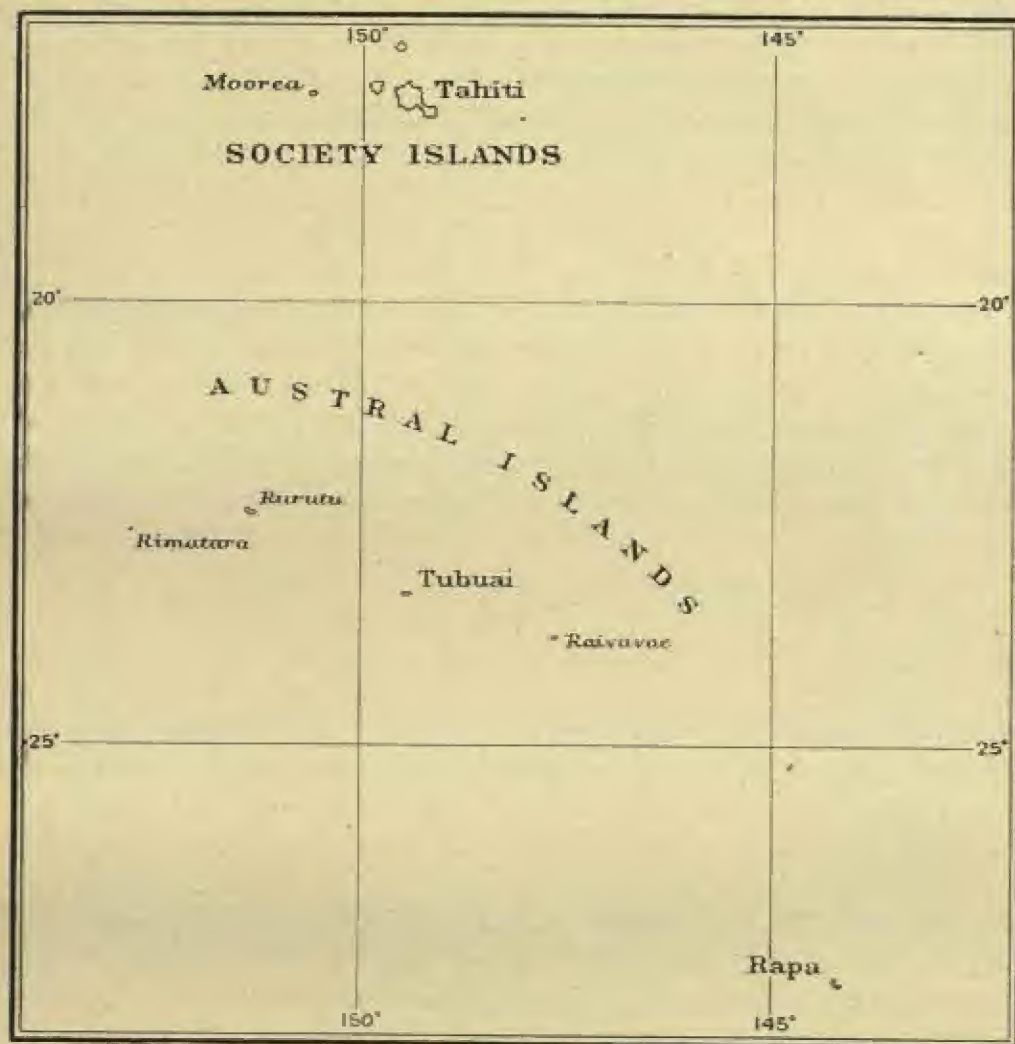 150° 145°
Moorea Tahiti
SOCIETY ISLANDS
20° 20°
AUSTRAL ISLANDS
Rurutu
Rimatara
Tubuai
Raivavae
25° 25°
Rapa
150° 145°